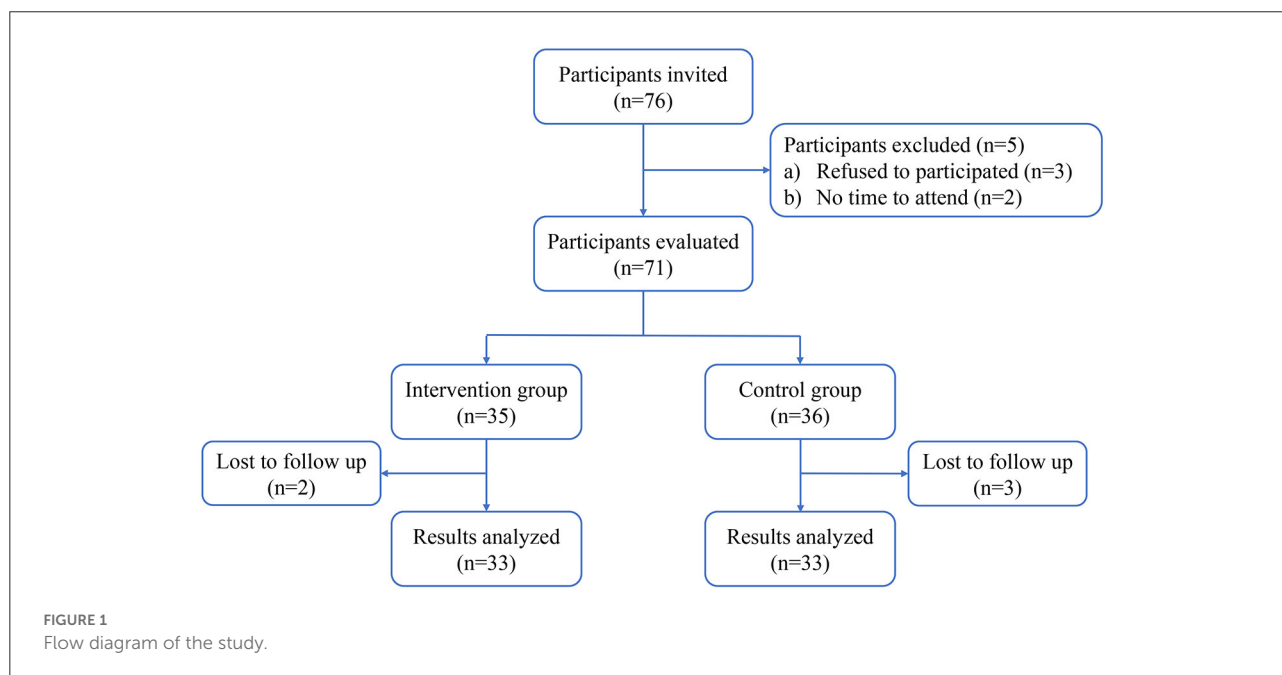 Participants invited
(n=76)
Participants excluded (n=5)
a) Refused to participated (n=3)
b) No time to attend (n=2)
Participants evaluated
(n=71)
Intervention group
(n=35)
Control group
(n=36)
Lost to follow up
(n=2)
Lost to follow up
(n=3)
Results analyzed
(n=33)
Results analyzed
(n=33)
FIGURE 1
Flow diagram of the study.